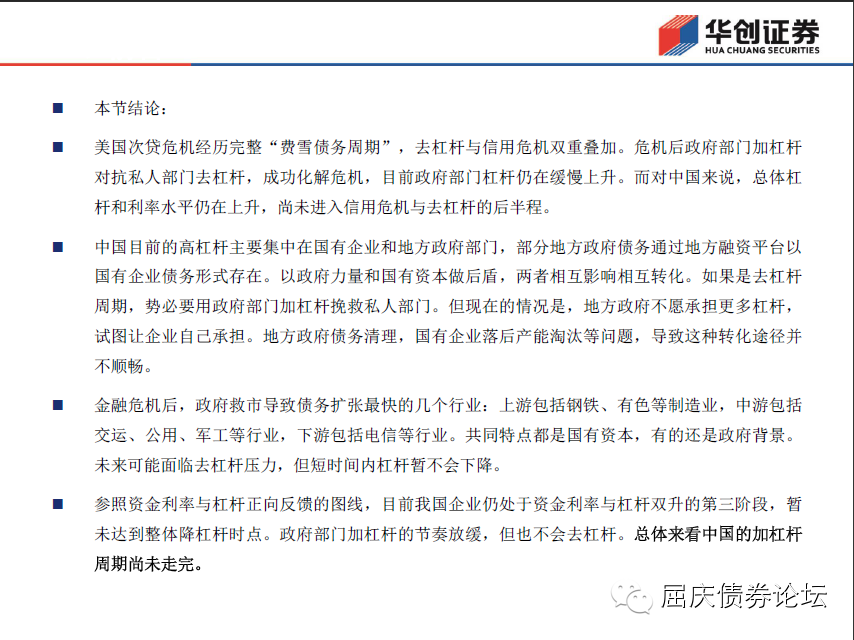 华创证券
HUA CHUANG SECURITIES
■ 本节结论：
■ 美国次贷危机经历完整“费雪债务周期”，去杠杆与信用危机双重叠加。危机后政府部门加杠杆
对抗私人部门去杠杆，成功化解危机，目前政府部门杠杆仍在缓慢上升。而对中国来说，总体杠
杆和利率水平仍在上升，尚未进入信用危机与去杠杆的后半程。
■ 中国目前的高杠杆主要集中在国有企业和地方政府部门，部分地方政府债务通过地方融资平台以
国有企业债务形式存在。以政府力量和国有资本做后盾，两者相互影响相互转化。如果是去杠杆
周期，势必要用政府部门加杠杆挽救私人部门。但现在的情况是，地方政府不愿承担更多杠杆，
试图让企业自己承担。地方政府债务清理，国有企业落后产能淘汰等问题，导致这种转化途径并
不顺畅。
■ 金融危机后，政府救市导致债务扩张最快的几个行业：上游包括钢铁、有色等制造业，中游包括
交运、公用、军工等行业，下游包括电信等行业。共同特点都是国有资本，有的还是政府背景。
未来可能面临去杠杆压力，但短时间内杠杆暂不会下降。
■ 参照资金利率与杠杆正向反馈的图线，目前我国企业仍处于资金利率与杠杆双升的第三阶段，暂
未达到整体降杠杆时点。政府部门加杠杆的节奏放缓，但也不会去杠杆。总体来看中国的加杠杆
周期尚未走完。
屈庆债券论坛